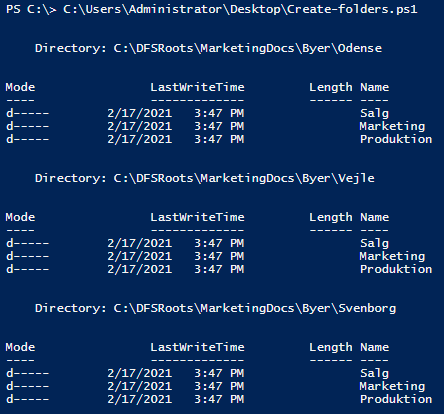 PS C:\> C:\Users\Administrator\Desktop\Create-folders.ps1
Directory: C:\DFSRoots\MarketingDocs\Byer\Odense
Mode LastWriteTime Length Name
---- ------------- ------ ----
d----- 2/17/2021 3:47 PM Salg
d----- 2/17/2021 3:47 PM Marketing
d----- 2/17/2021 3:47 PM Produktion
Directory: C:\DFSRoots\MarketingDocs\Byer\Vejle
Mode LastWriteTime Length Name
---- ------------- ------ ----
d----- 2/17/2021 3:47 PM Salg
d----- 2/17/2021 3:47 PM Marketing
d----- 2/17/2021 3:47 PM Produktion
Directory: C:\DFSRoots\MarketingDocs\Byer\Svenborg
Mode LastWriteTime Length Name
---- ------------- ------ ----
d----- 2/17/2021 3:47 PM Salg
d----- 2/17/2021 3:47 PM Marketing
d----- 2/17/2021 3:47 PM Produktion